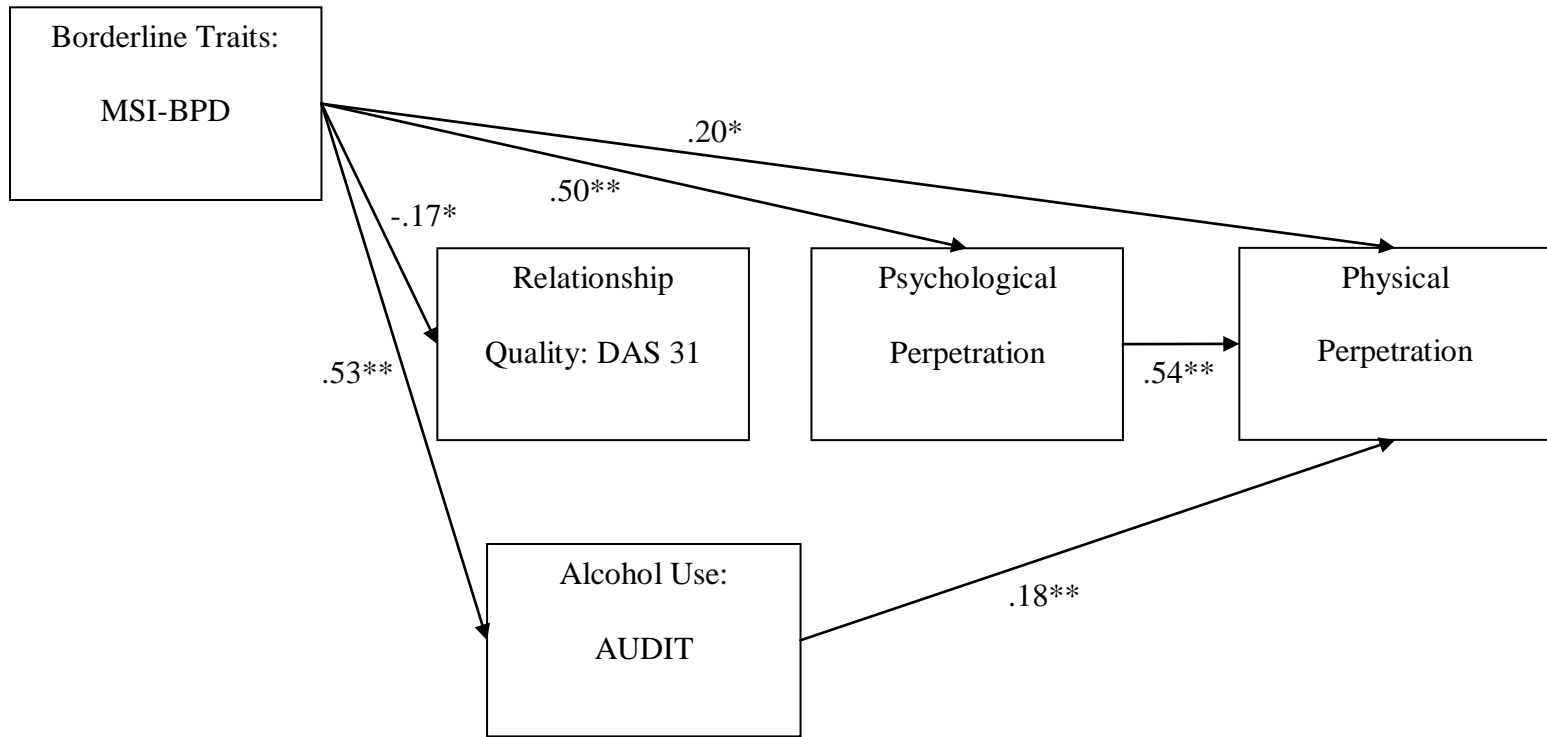 Borderline Traits:
MSI-BPD
.20*
.50**
-.17*
.53**
Relationship
Quality: DAS 31
Psychological
Perpetration
.54**
Physical
Perpetration
Alcohol Use:
AUDIT
.18**